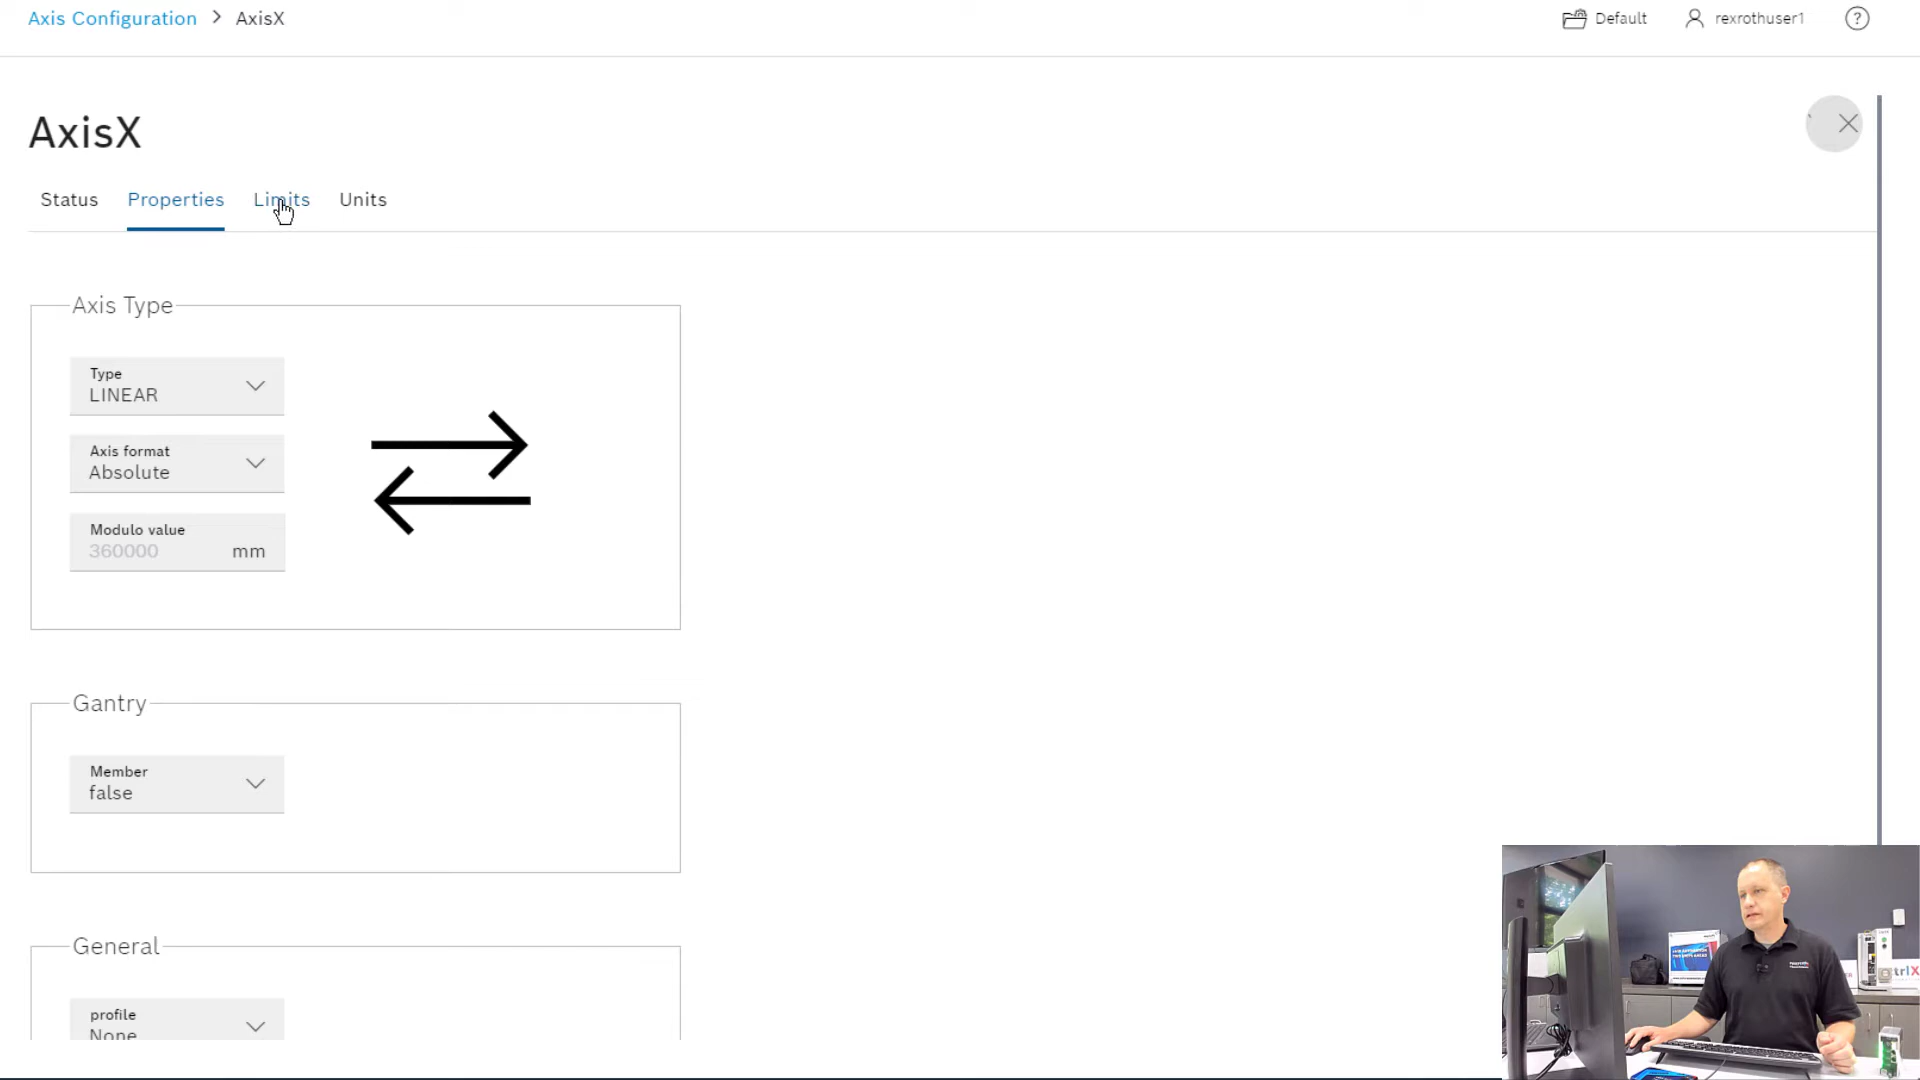 Axis Configuration > AxisX
Default
rexrothuser1
?
AxisX
Status Properties Limits Units
Axis Type
Type
LINEAR
Axis format
Absolute
Modulo value
360000 mm
Gantry
Member
false
General
profile
None